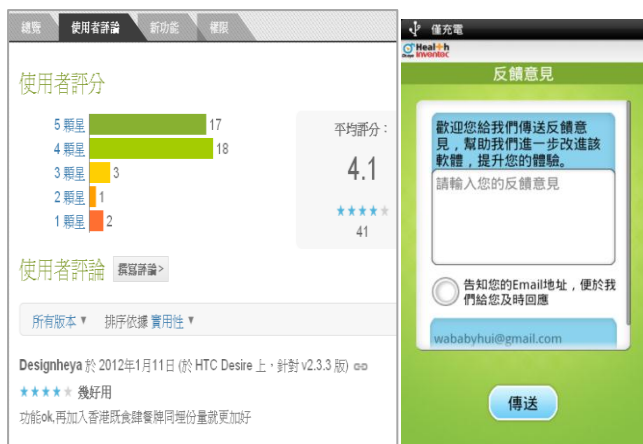 總覽 使用者評論 新功能 權限
使用者評分
5 顆星 17
4 顆星 18
3 顆星 3
2 顆星 1
1 顆星 2
平均評分：
4.1
41
使用者評論 撰寫評論>
所有版本 排序依據 實用性
Designheya 於 2012年1月11日 (於 HTC Desire 上，針對 v2.3.3 版)
幾好用
功能ok,再加入香港既食肆餐牌同埋份量就更加好
僅充電
Health
Inventec
反饋意見
歡迎您給我們傳送反饋意
見，幫助我們進一步改進該
軟體，提升您的體驗。
請輸入您的反饋意見
告知您的Email地址，便於我
們給您及時回應
wababyhui@gmail.com
傳送